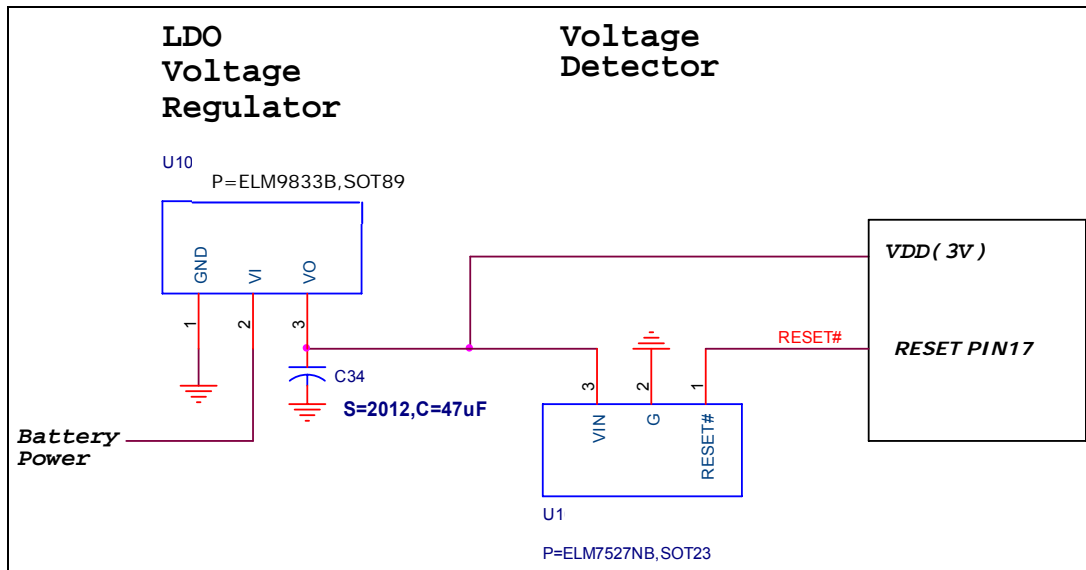 LDO
Voltage
Regulator
Voltage
Detector
U10
P=ELM9833B,SOT89
GND
VI
VO
1
2
3
VDD(3V)
RESET#
RESET PIN17
C34
S=2012,C=47uF
3
2
1
VIN
G
RESET#
Battery
Power
U1
P=ELM7527NB,SOT23